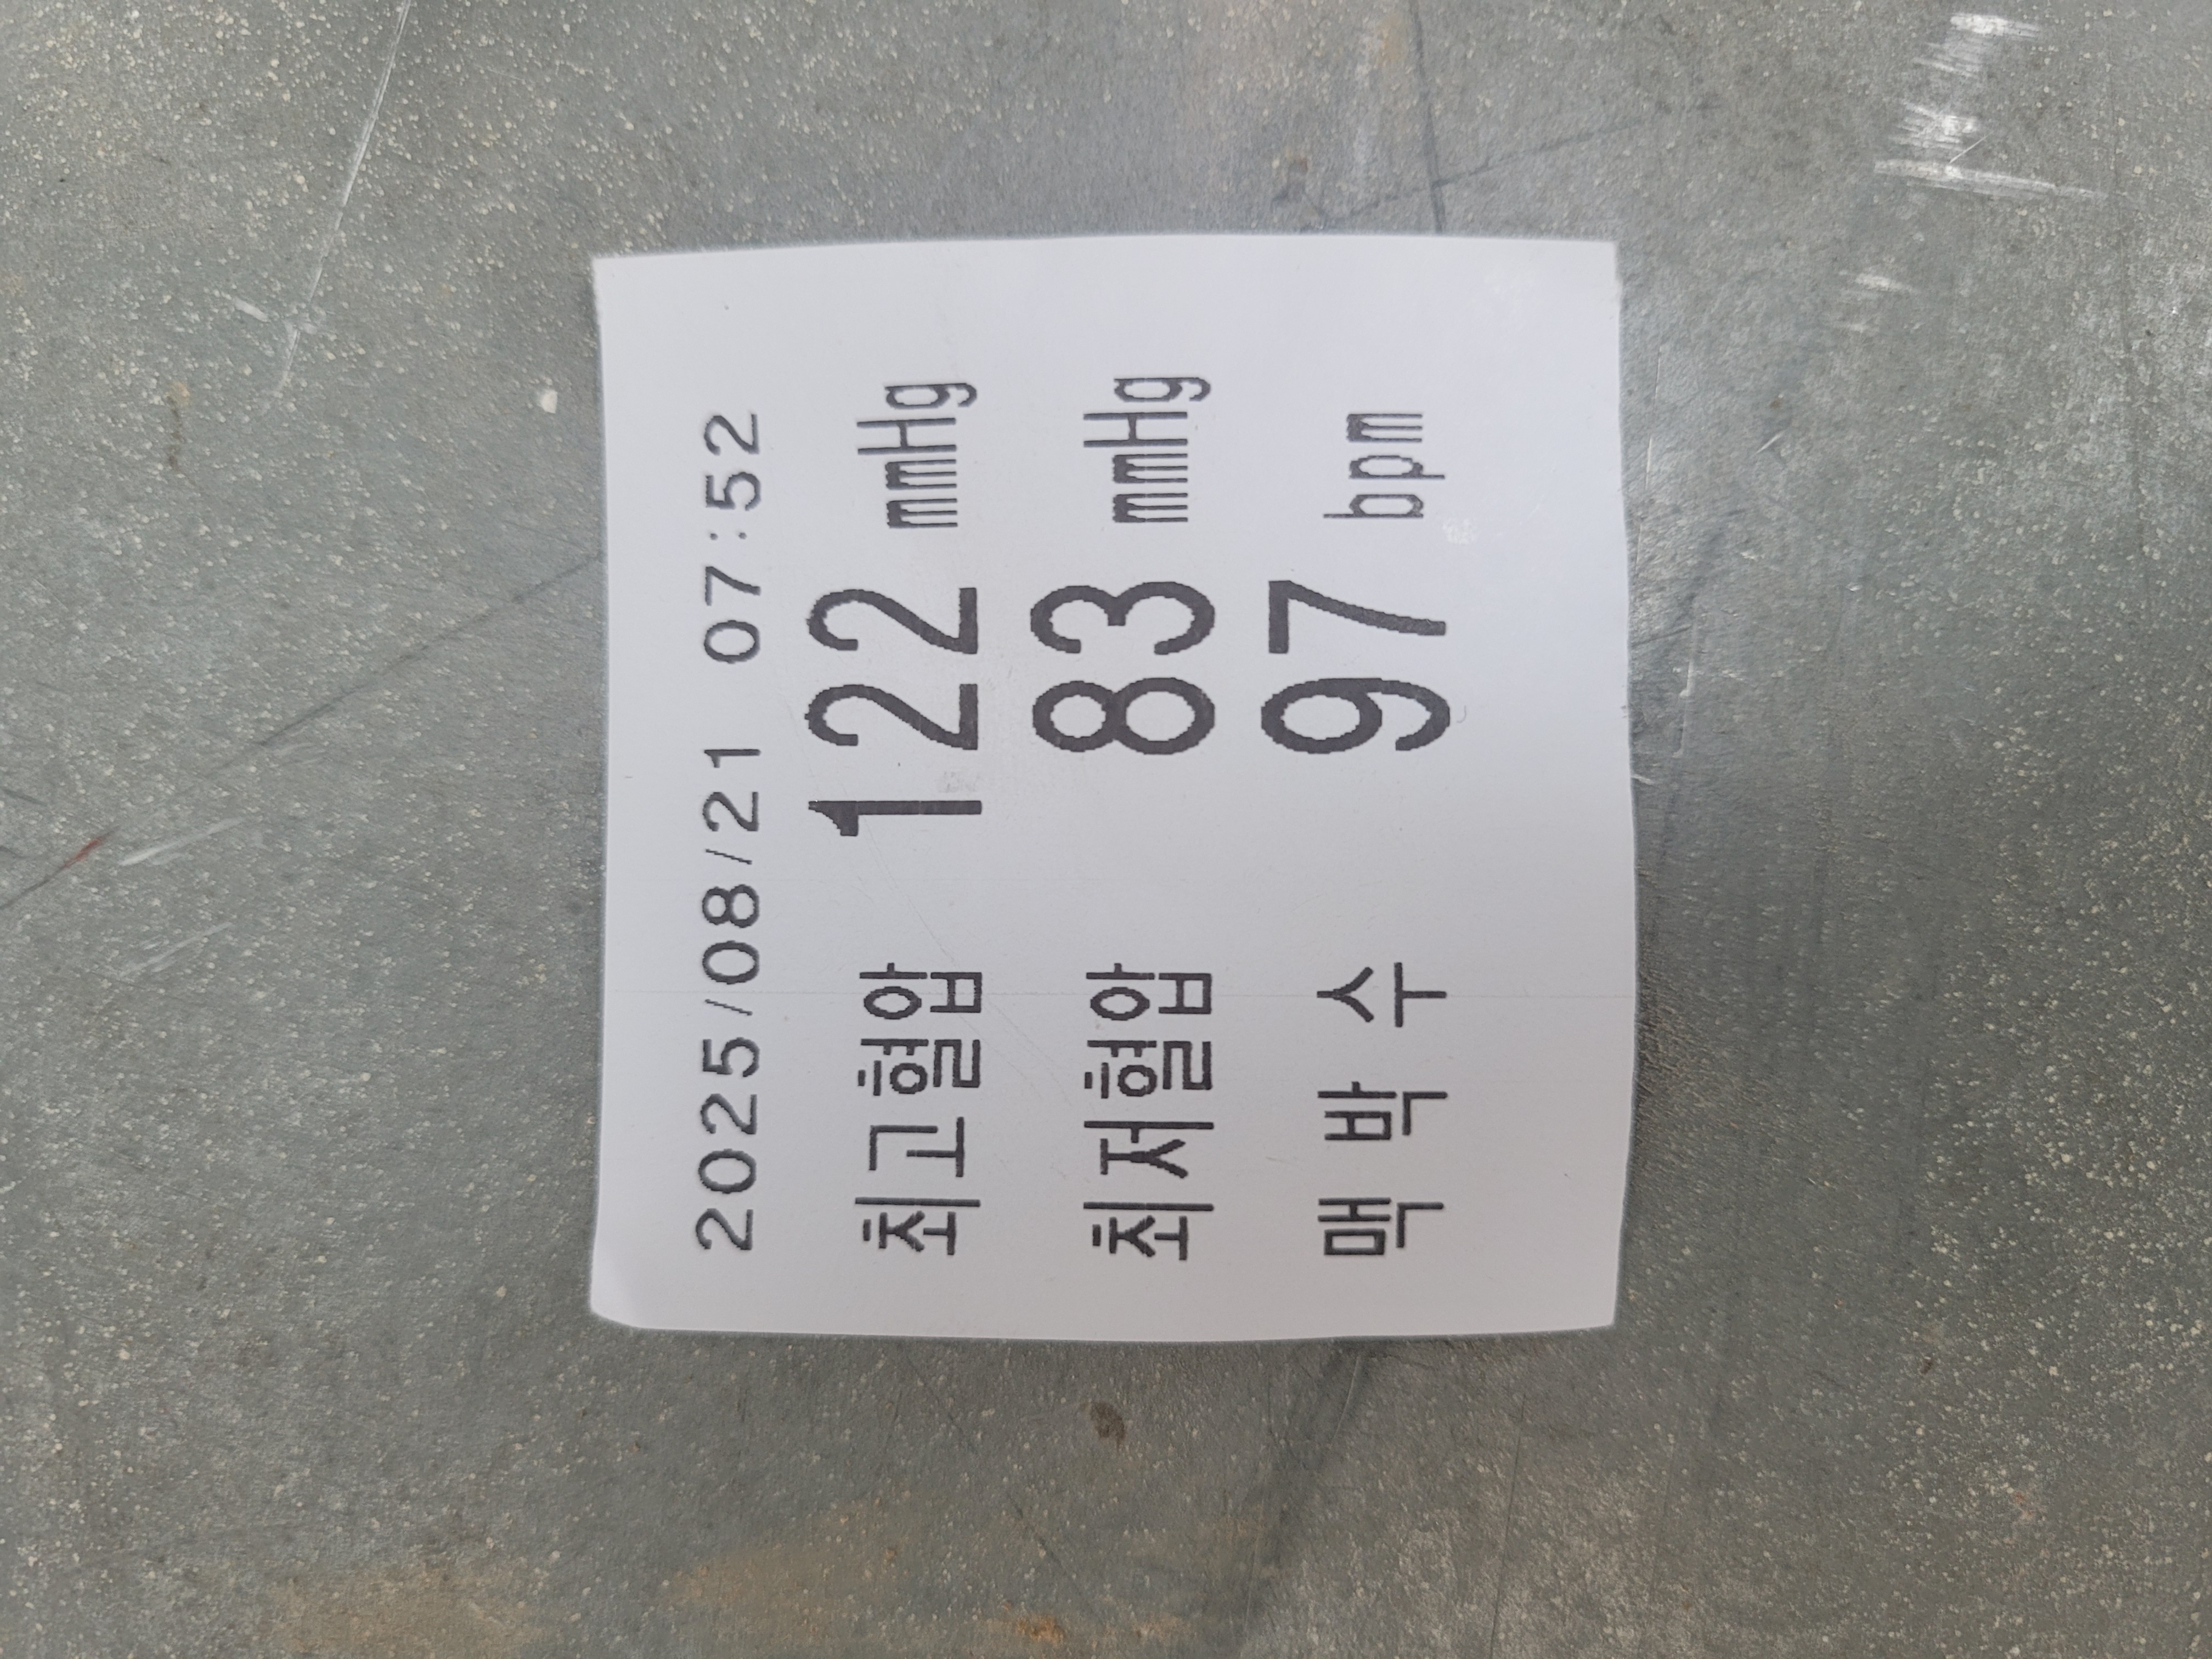 2025/08/21 07:52
최고혈압 122 mmHg
최저혈압 83 mmHg
맥 박 수 97 bpm